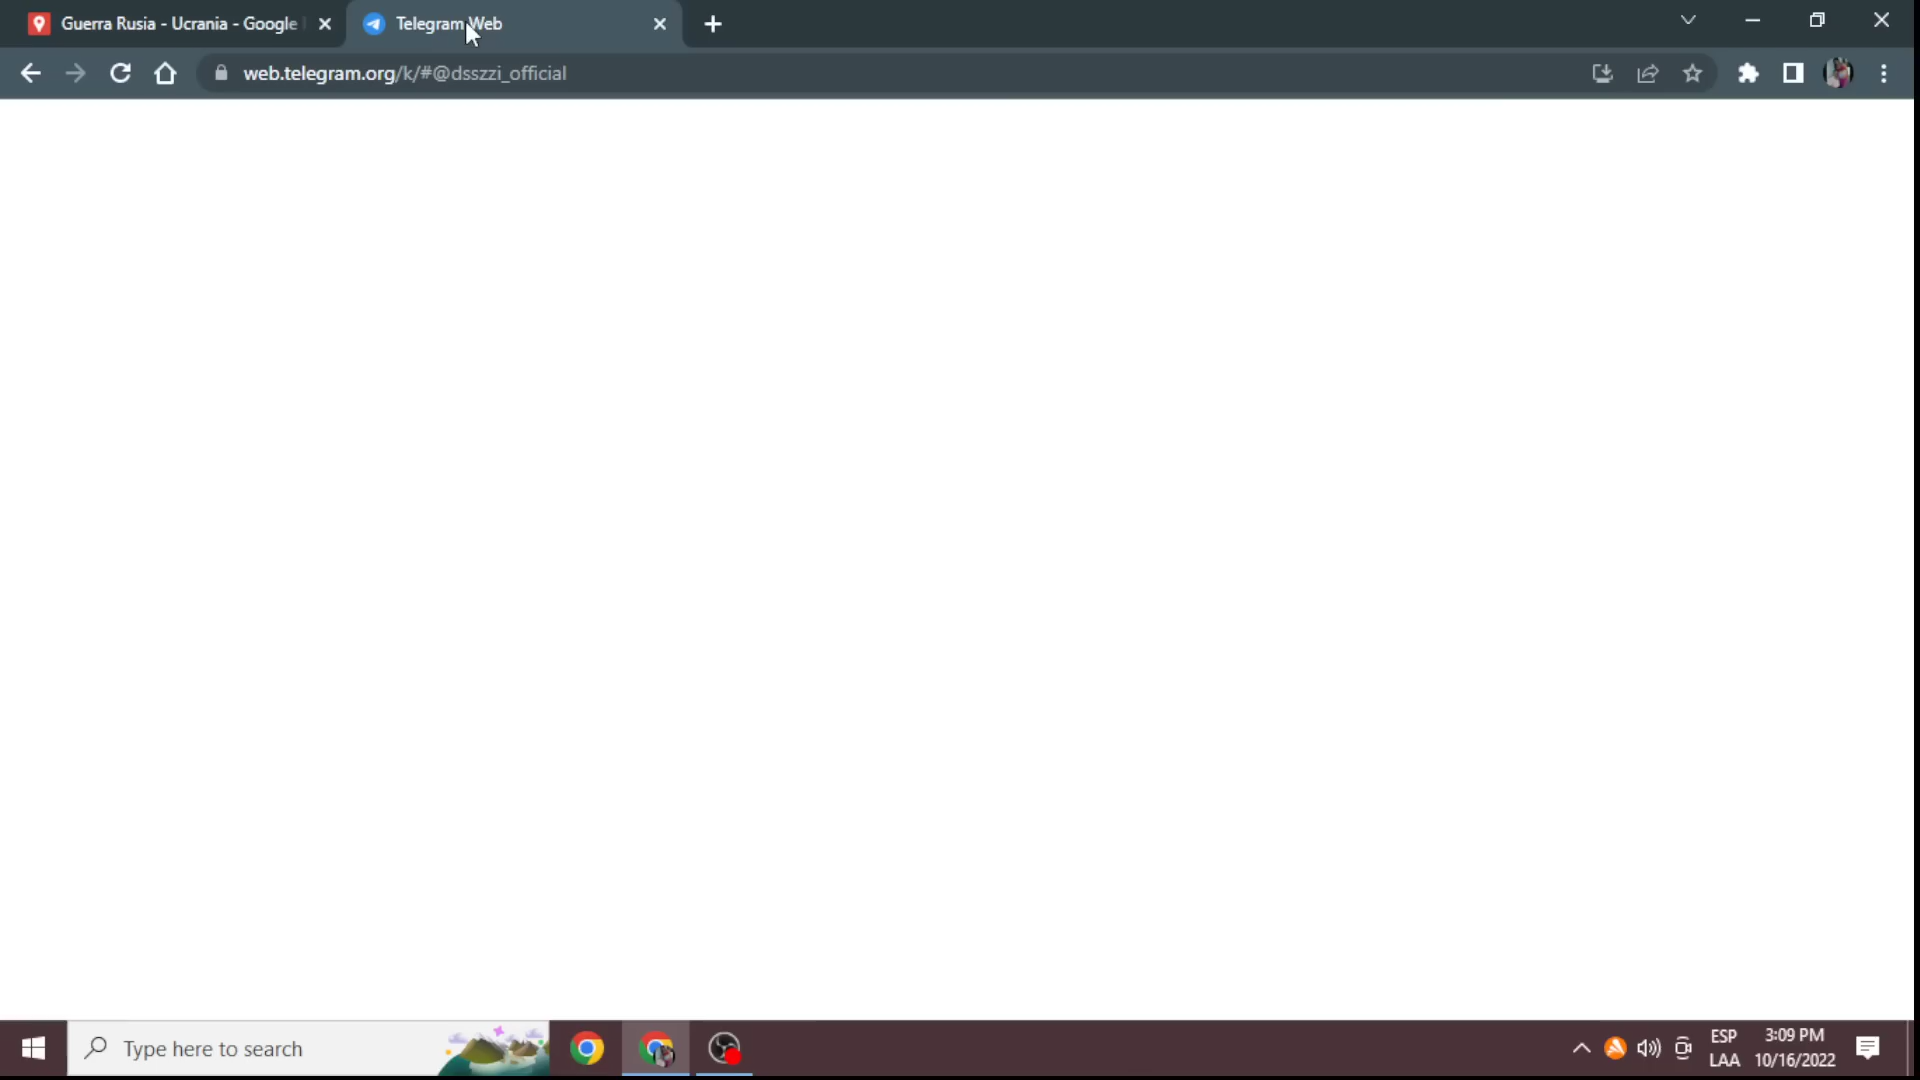 Guerra Rusia - Ucrania - Google
Telegram Web
web.telegram.org/k/#@dsszzi_official
Type here to search
ESP
LAA
3:09 PM
10/16/2022